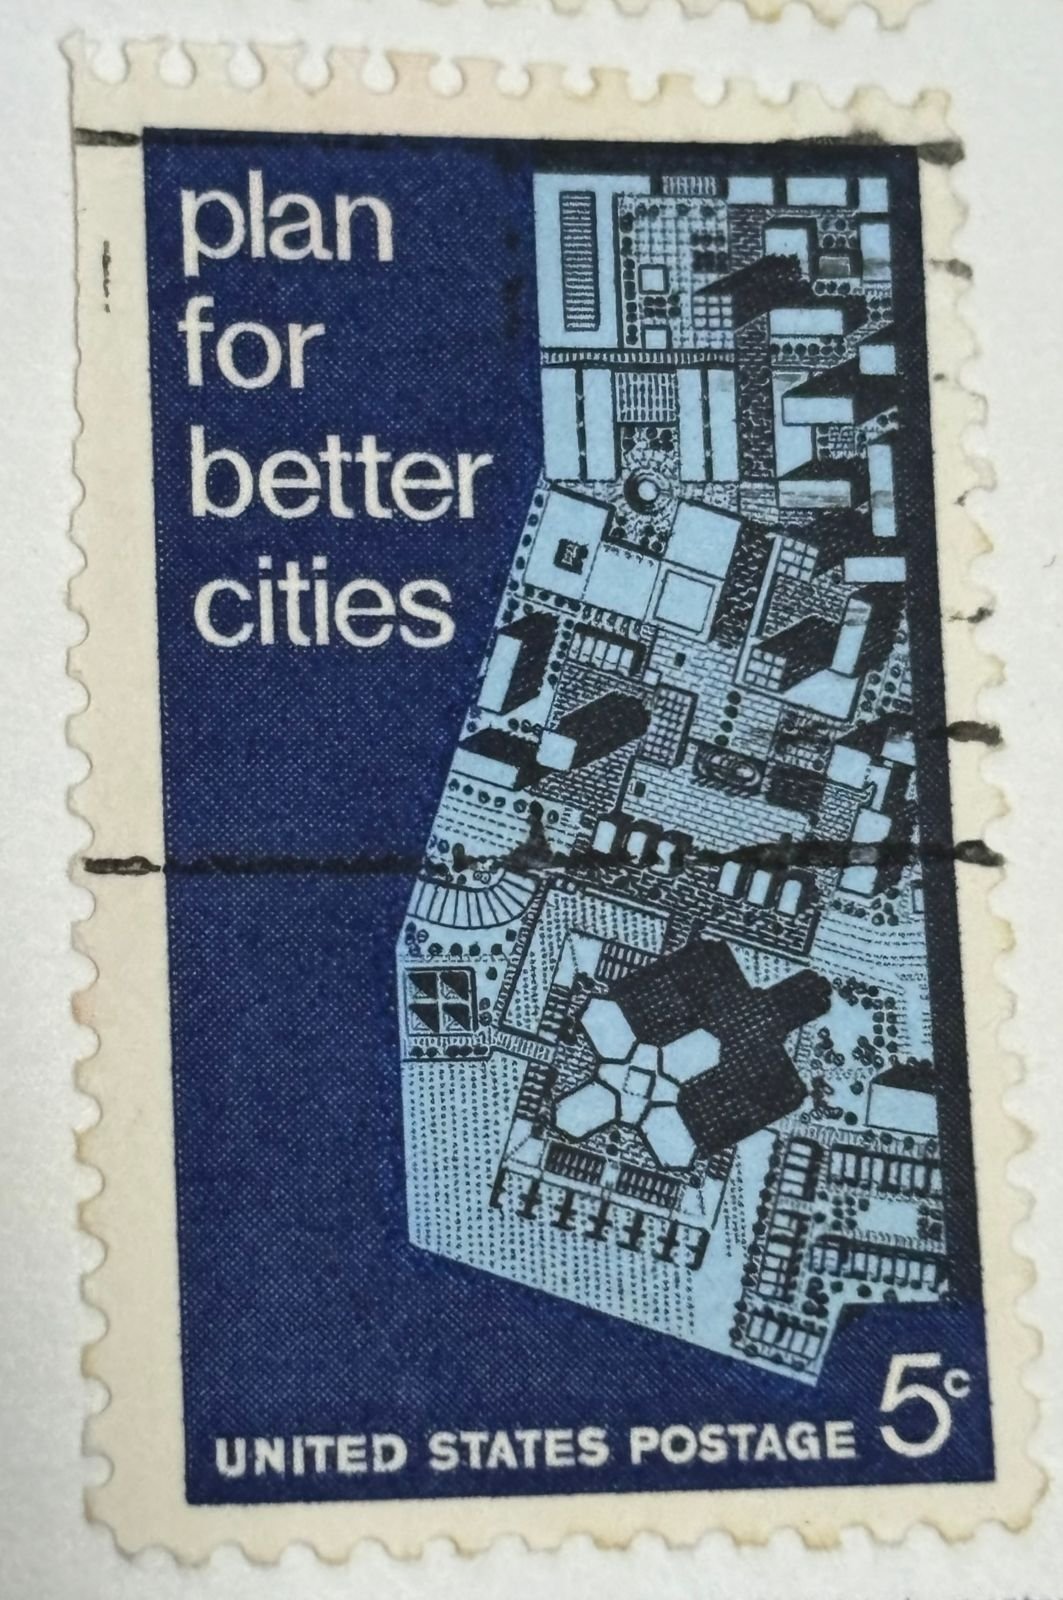 plan
for
better
cities
UNITED STATES POSTAGE 5c